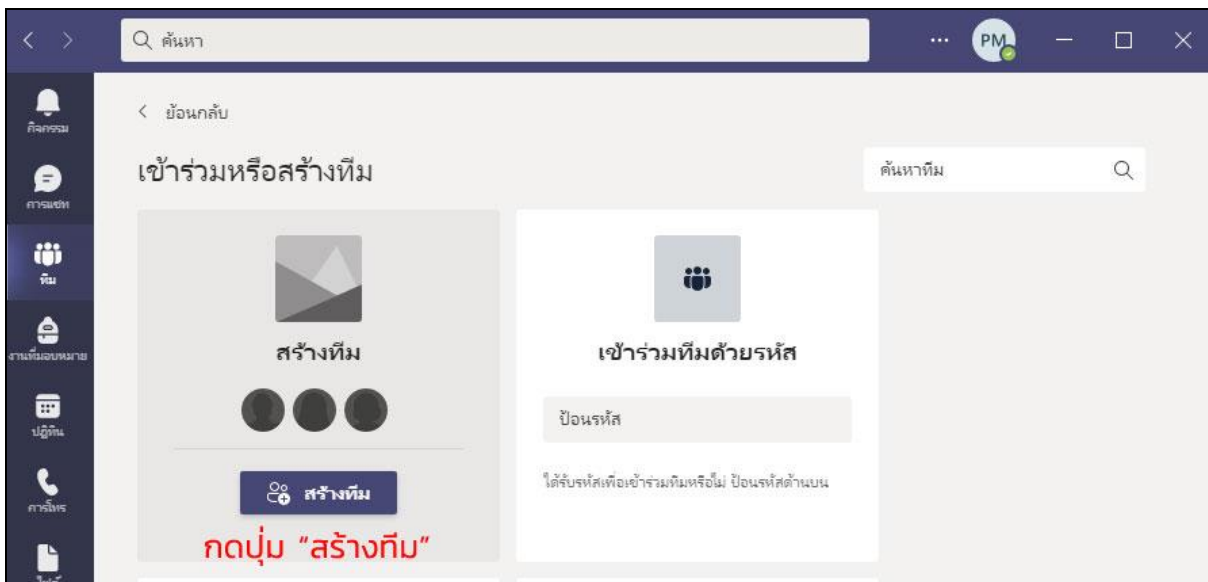 ค้นหา
PM
กิจกรรม
ย้อนกลับ
เข้าร่วมหรือสร้างทีม
ค้นหาทีม
การแชท
ทีม
งานที่มอบหมาย
ปฏิทิน
การโทร
ไฟล์
สร้างทีม
สร้างทีม
กดปุ่ม “สร้างทีม”
เข้าร่วมทีมด้วยรหัส
ป้อนรหัส
ได้รับรหัสเพื่อเข้าร่วมทีมหรือไม่ ป้อนรหัสด้านบน